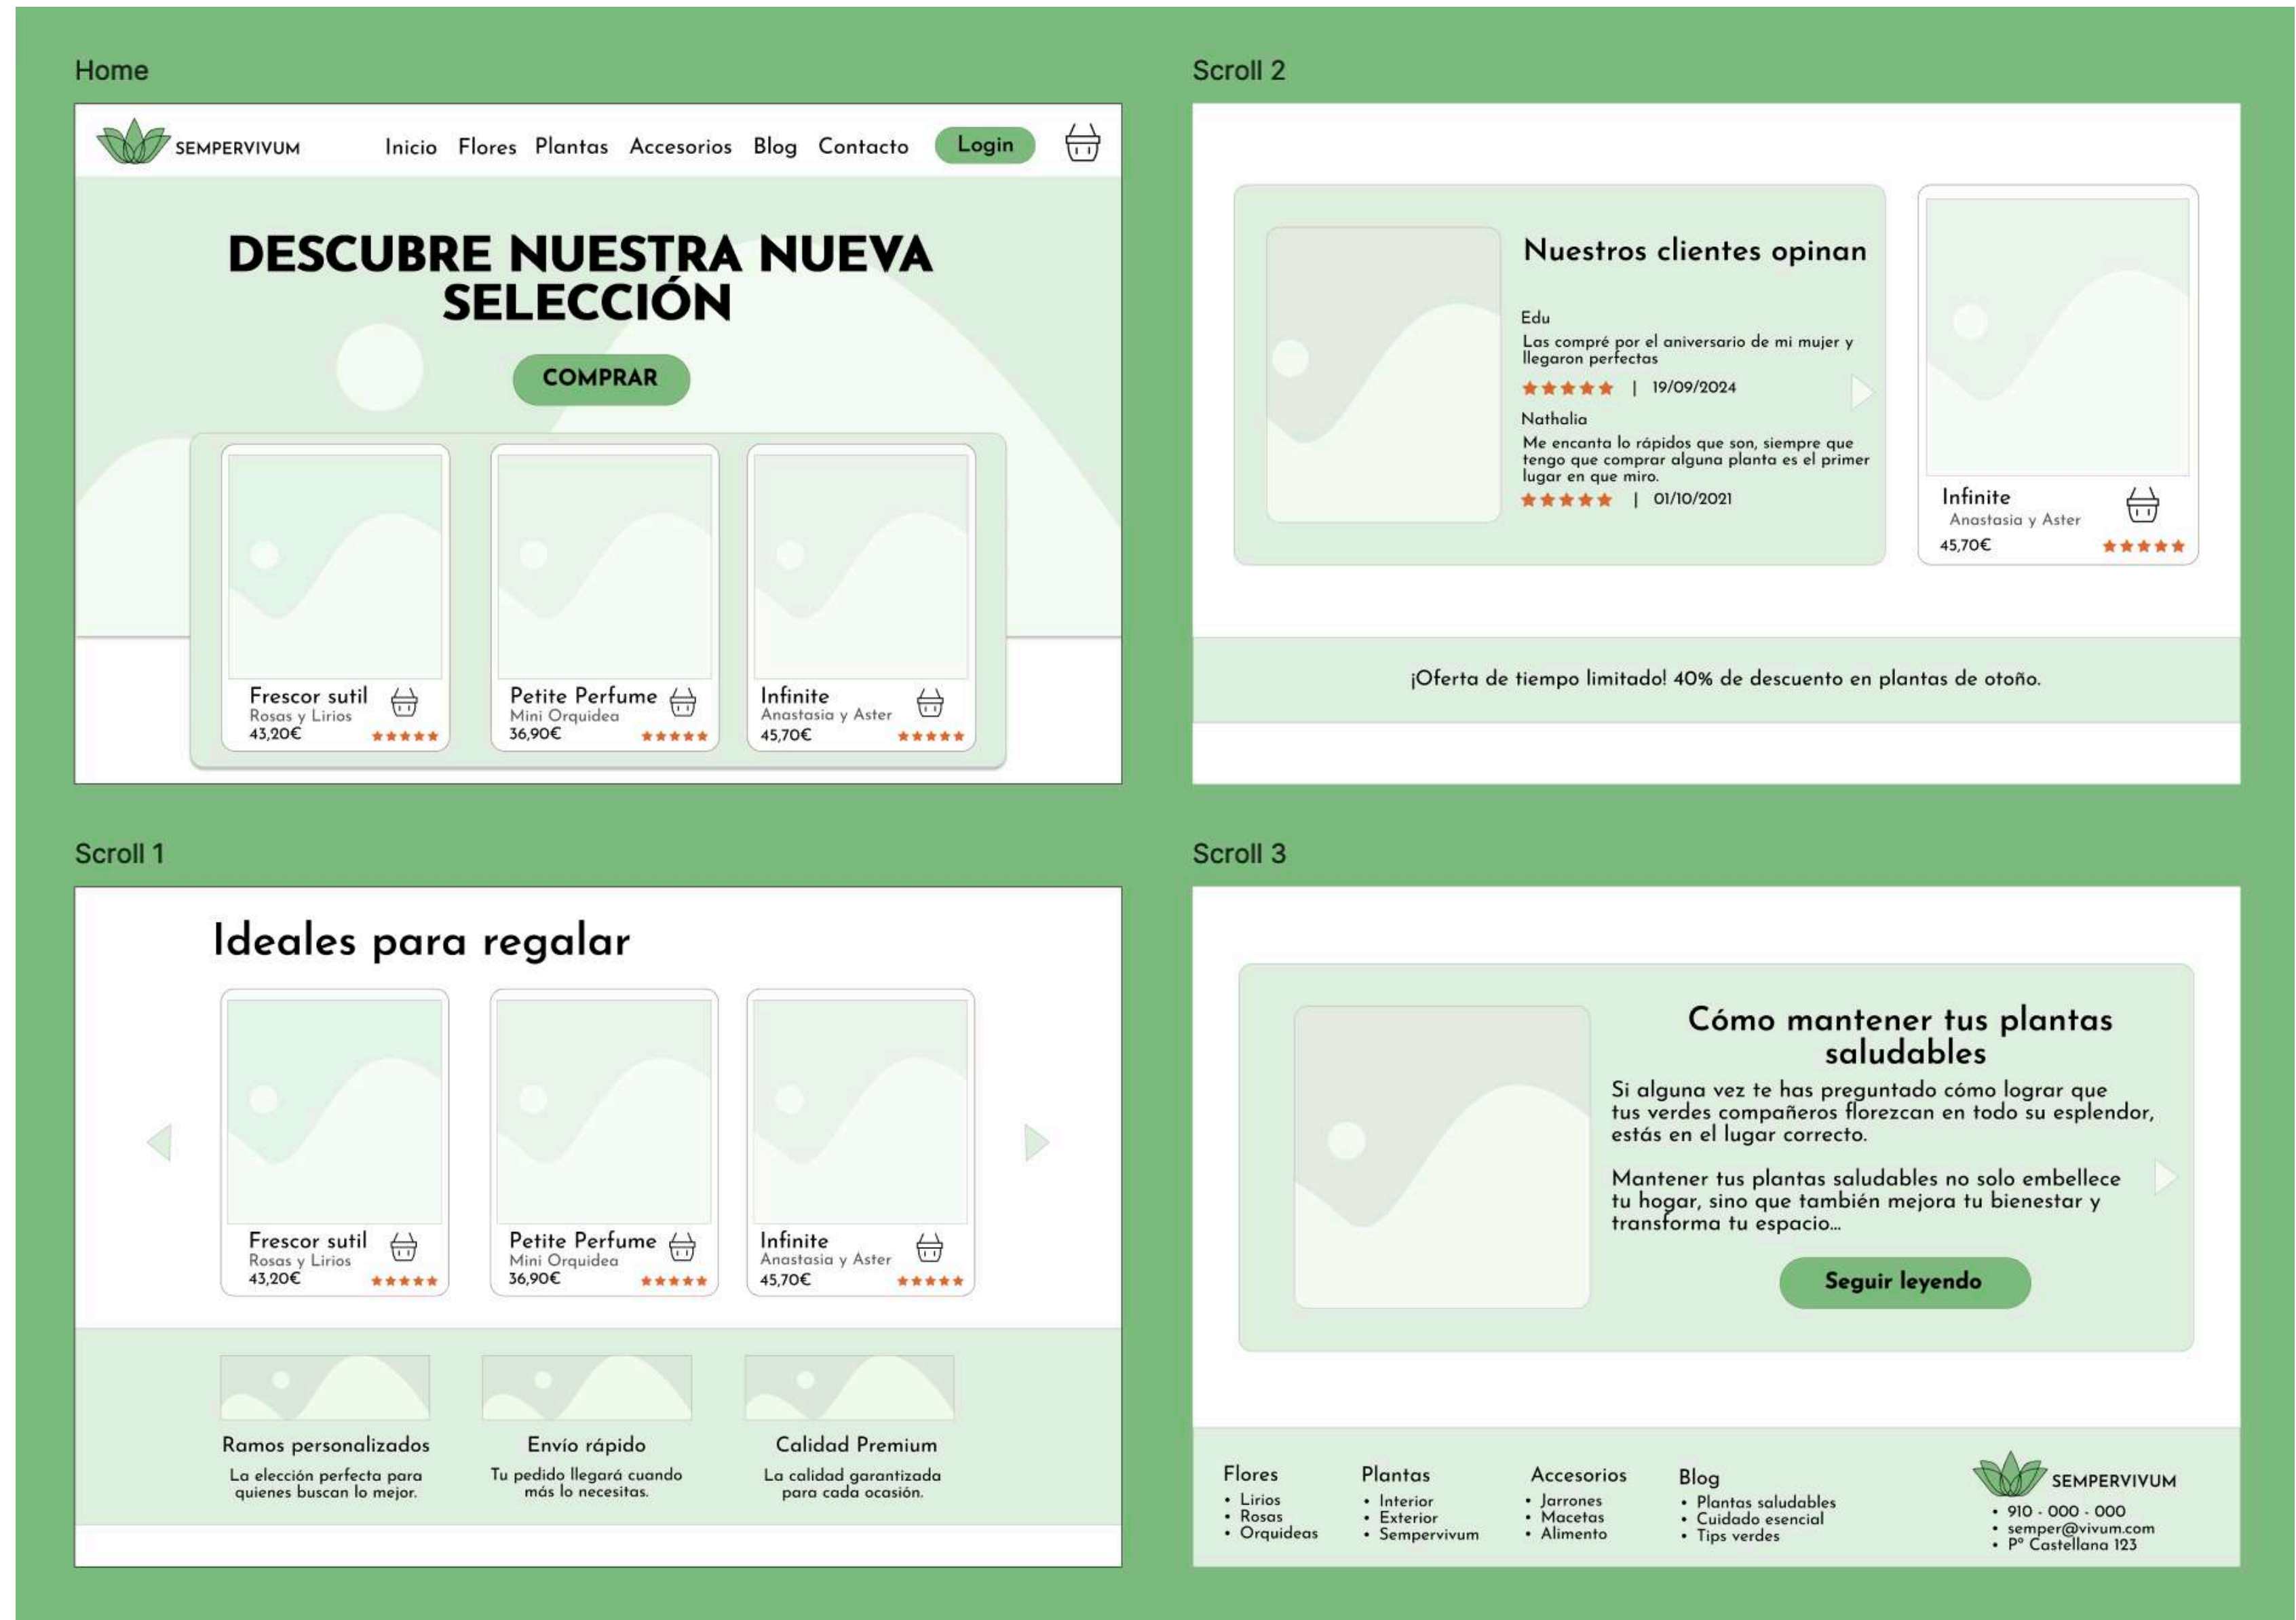 Home
SEMPERVIVUM
Inicio Flores Plantas Accesorios Blog Contacto Login
DESCUBRE NUESTRA NUEVA
SELECCIÓN
COMPRAR
Frescor sutil
Rosas y Lirios
43,20€
Petite Perfume
Mini Orquidea
36,90€
Infinite
Anastasia y Aster
45,70€
Scroll 1
Ideales para regalar
Frescor sutil
Rosas y Lirios
43,20€
Petite Perfume
Mini Orquidea
36,90€
Infinite
Anastasia y Aster
45,70€
Ramos personalizados
La elección perfecta para
quienes buscan lo mejor.
Envío rápido
Tu pedido llegará cuando
más lo necesitas.
Calidad Premium
La calidad garantizada
para cada ocasión.
Scroll 2
Nuestros clientes opinan
Edu
Las compré por el aniversario de mi mujer y
llegaron perfectas
| 19/09/2024
Nathalia
Me encanta lo rápidos que son, siempre que
tengo que comprar alguna planta es el primer
lugar en que miro.
| 01/10/2021
Infinite
Anastasia y Aster
45,70€
¡Oferta de tiempo limitado! 40% de descuento en plantas de otoño.
Scroll 3
Cómo mantener tus plantas
saludables
Si alguna vez te has preguntado cómo lograr que
tus verdes compañeros florezcan en todo su esplendor,
estás en el lugar correcto.
Mantener tus plantas saludables no solo embellece
tu hogar, sino que también mejora tu bienestar y
transforma tu espacio...
Seguir leyendo
Flores
• Lirios
• Rosas
• Orquideas
Plantas
• Interior
• Exterior
• Sempervivum
Accesorios
• Jarrones
• Macetas
• Alimento
Blog
• Plantas saludables
• Cuidado esencial
• Tips verdes
SEMPERVIVUM
• 910 - 000 - 000
• semper@vivum.com
• Pº Castellana 123